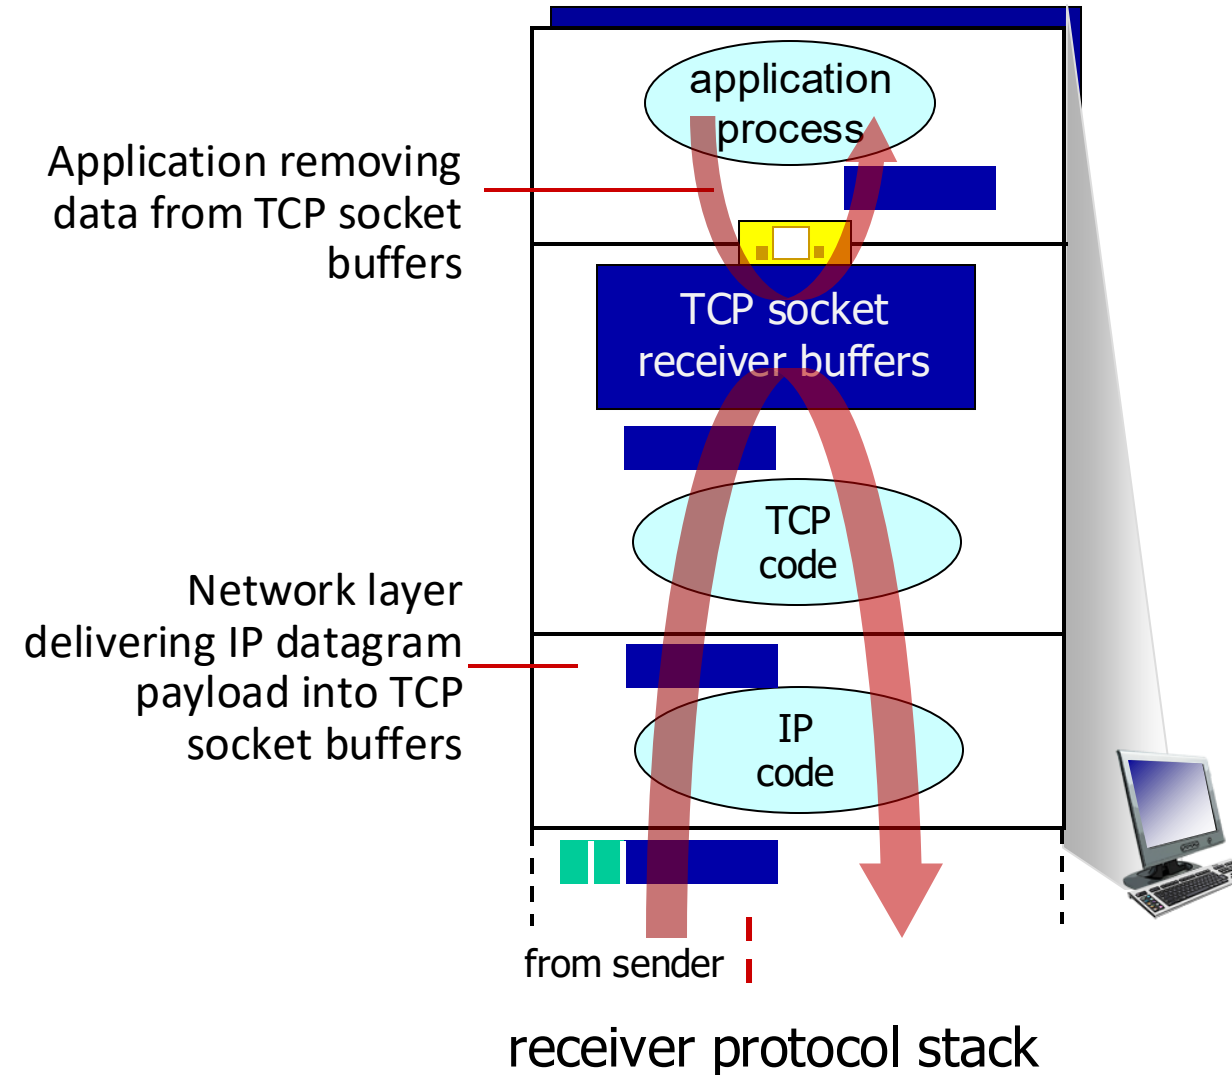 application
process
Application removing
data from TCP socket
buffers
TCP socket
receiver buffers
TCP
code
Network layer
delivering IP datagram
payload into TCP
socket buffers
IP
code
from sender
receiver protocol stack